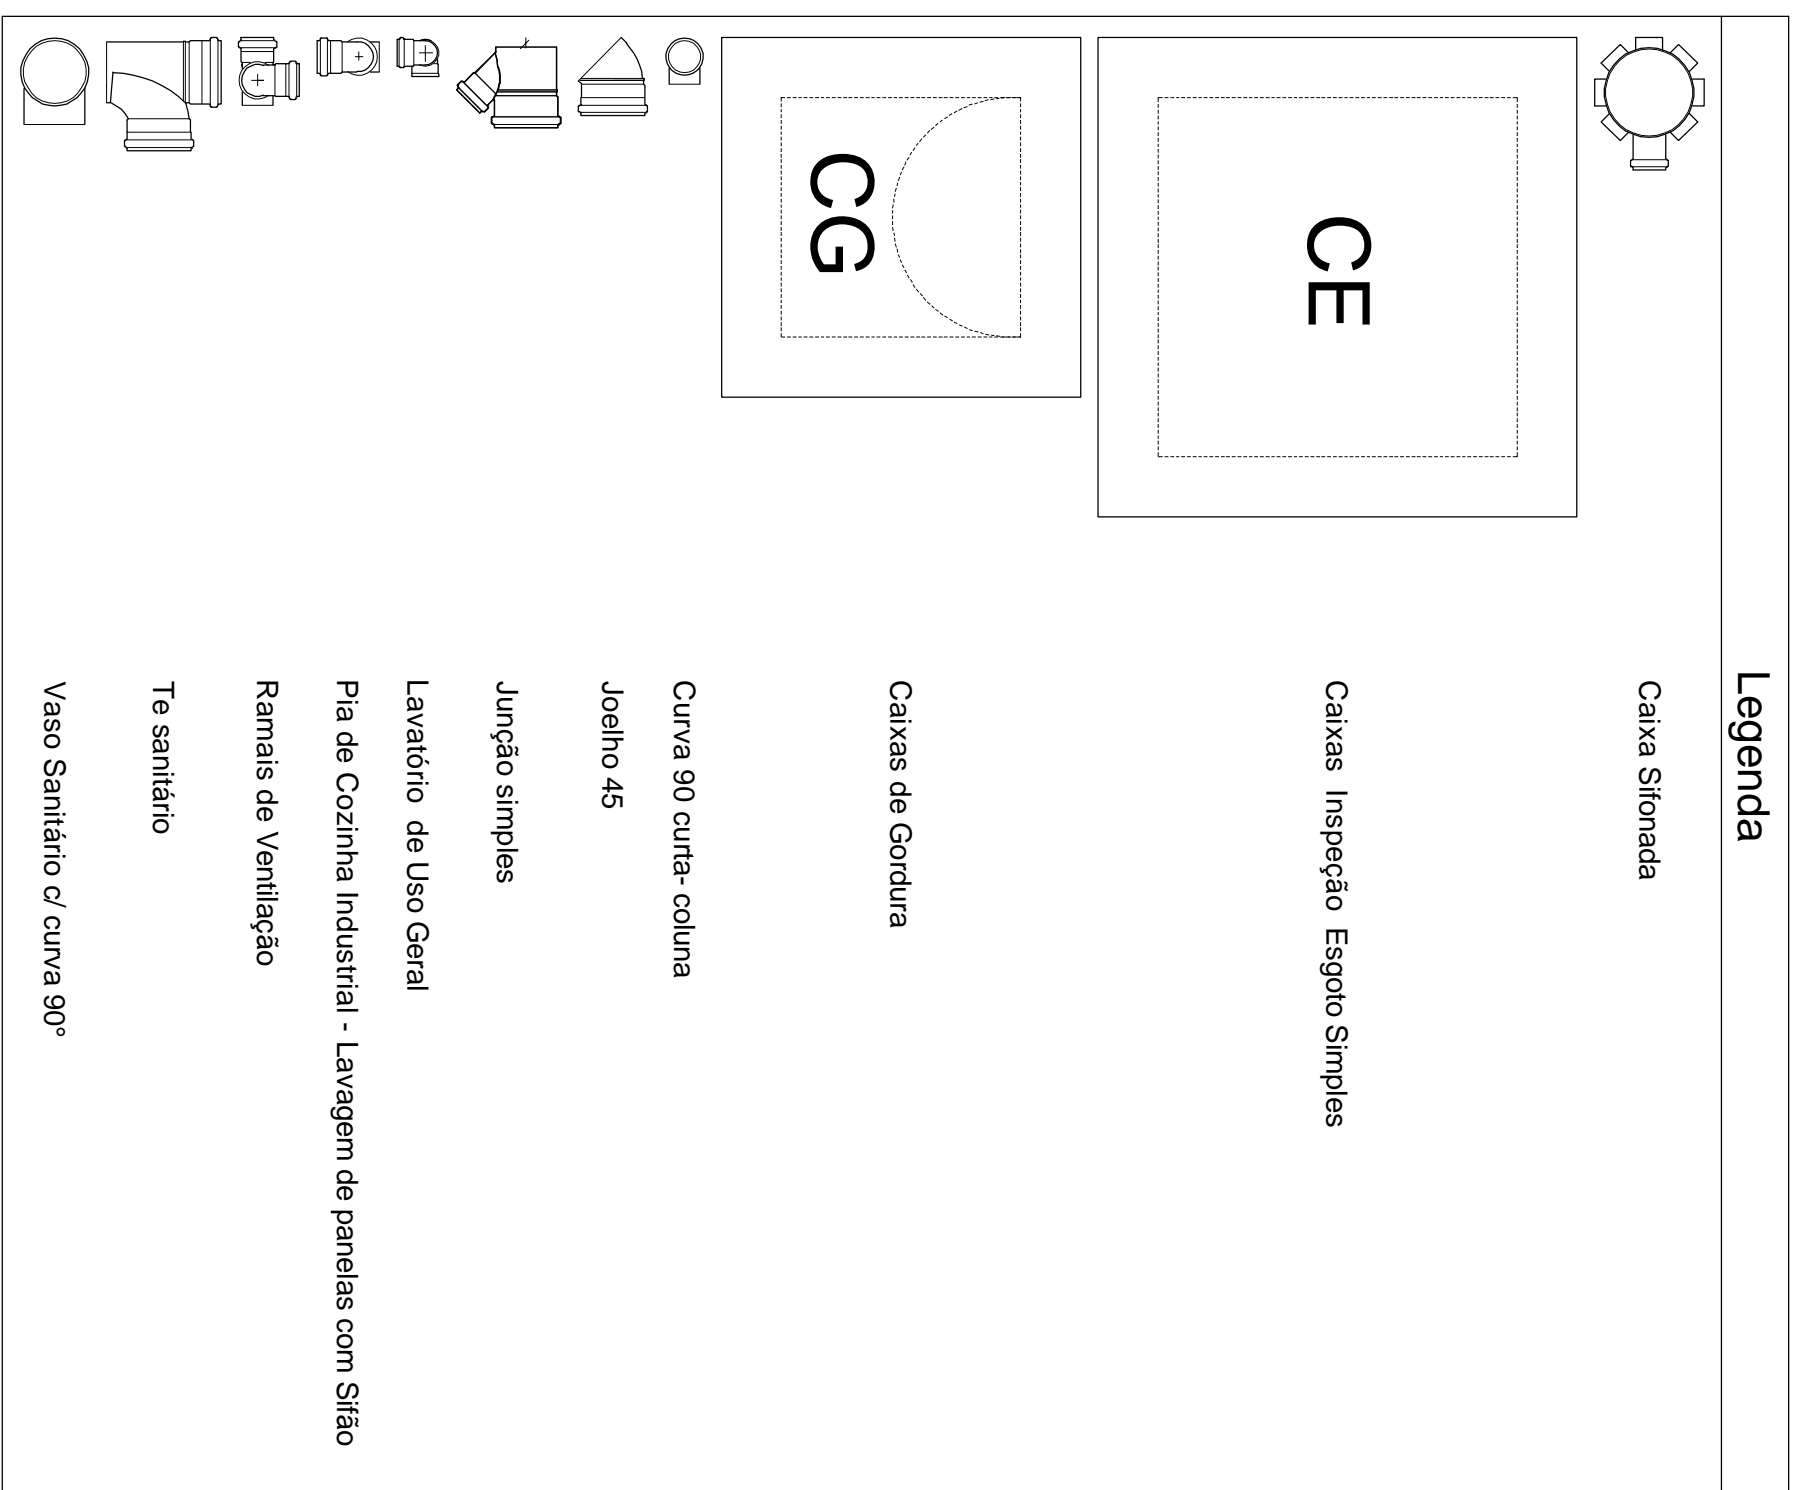 Legenda
Caixa Sifonada
CE
Caixas Inspeção Esgoto Simples
CG
Caixas de Gordura
Curva 90 curta- coluna
Joelho 45
Junção simples
Lavatório de Uso Geral
Pia de Cozinha Industrial - Lavagem de panelas com Sifão
Ramais de Ventilação
Te sanitário
Vaso Sanitário c/ curva 90°